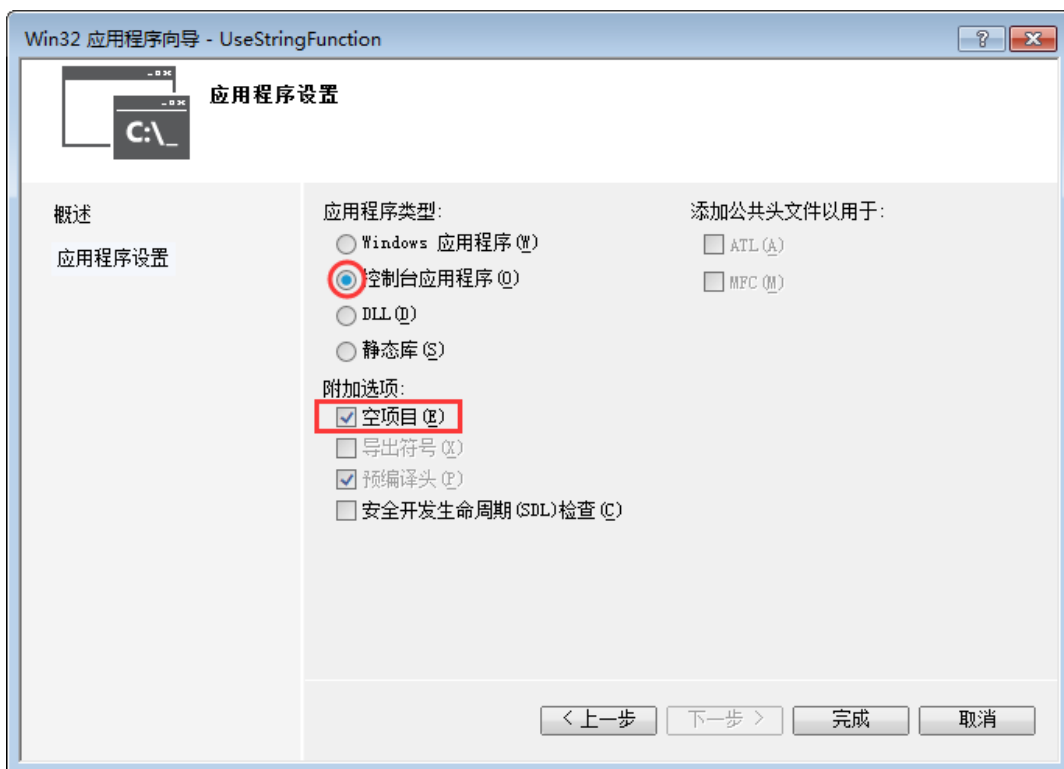 Win32 应用程序向导 - UseStringFunction
C:\_
应用程序设置
概述
应用程序设置
应用程序类型:
Windows 应用程序(W)
控制台应用程序(O)
DLL(D)
静态库(S)
附加选项:
空项目(E)
导出符号(X)
预编译头(P)
安全开发生命周期(SDL)检查(C)
添加公共头文件以用于:
ATL(A)
MFC(M)
< 上一步
下一步 >
完成
取消